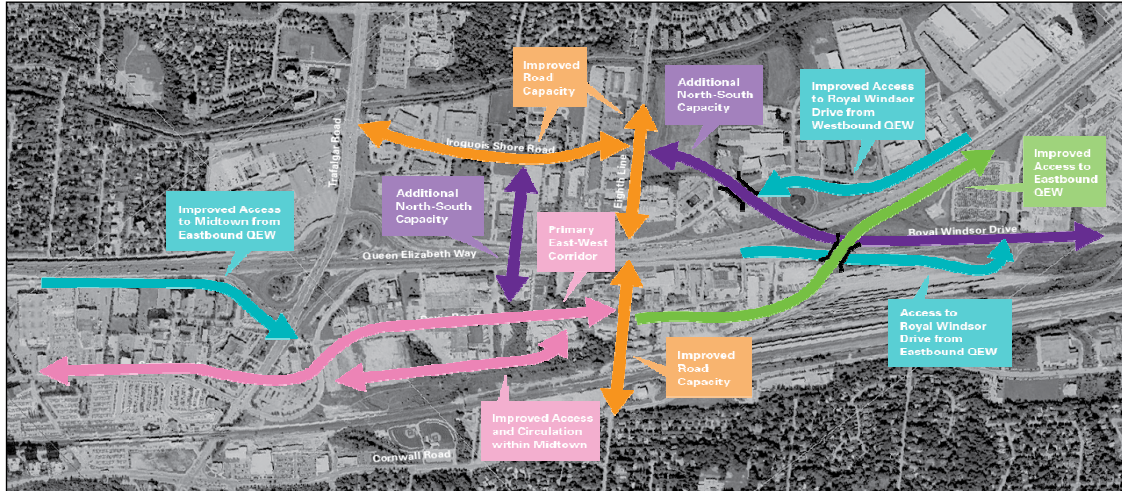 Improved
Road
Capacity
Additional
North-South
Capacity
Improved Access
to Royal Windsor
Drive from
Westbound QEW
Trafalgar Road
Iroquois Shore Road
Eighth Line
Improved
Access to
Eastbound
QEW
Additional
North-South
Capacity
Improved Access
to Midtown from
Eastbound QEW
Primary
East-West
Corridor
Royal Windsor Drive
Queen Elizabeth Way
Access to
Royal Windsor
Drive from
Eastbound QEW
Improved
Road
Capacity
Improved Access
and Circulation
within Midtown
Cornwall Road